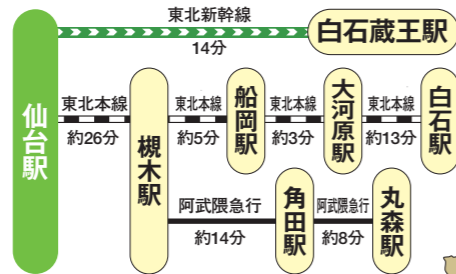 仙台駅
東北新幹線
14分
白石蔵王駅
東北本線
約26分
槻木駅
東北本線
約5分
船岡駅
東北本線
約3分
大河原駅
東北本線
約13分
白石駅
阿武隈急行
約14分
角田駅
阿武隈急行
約8分
丸森駅